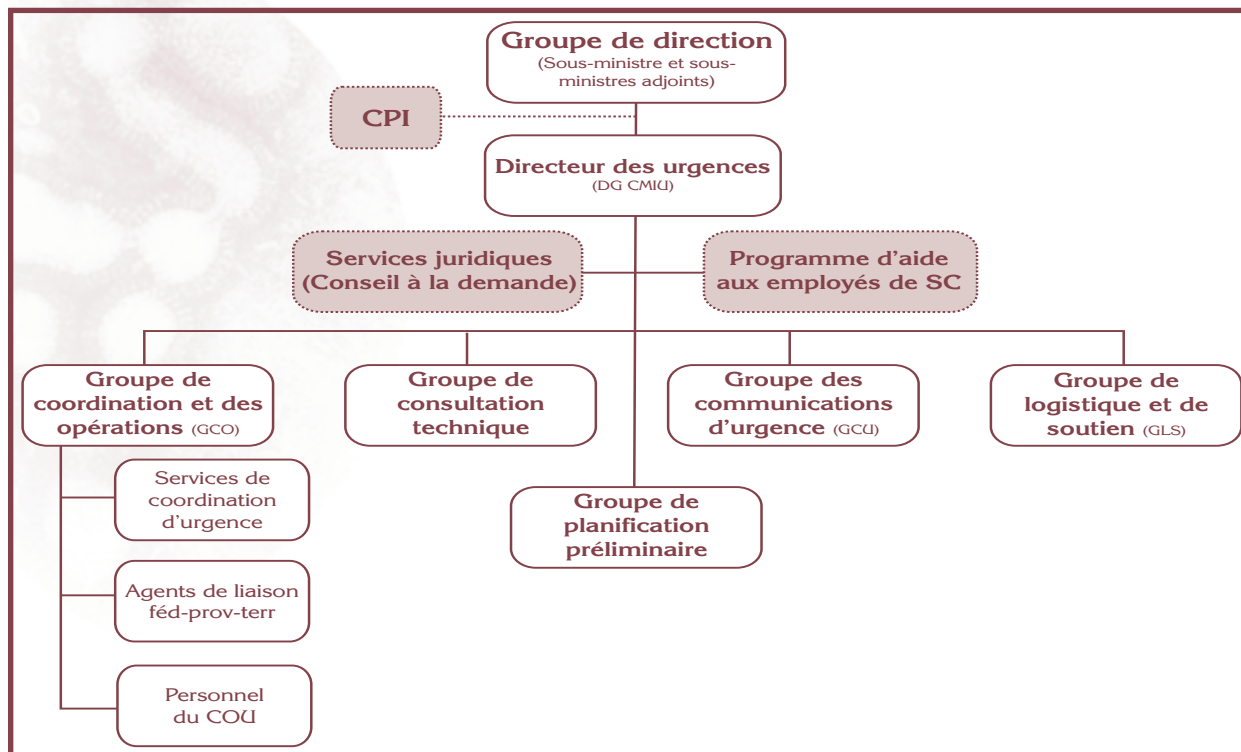 Groupe de direction
(Sous-ministre et sous-
ministres adjoints)
CPI
Directeur des urgences
(DG CMIU)
Services juridiques
(Conseil à la demande)
Programme d'aide
aux employés de SC
Groupe de
coordination et des
opérations (GCO)
Groupe de
consultation
technique
Groupe des
communications
d'urgence (GCU)
Groupe de
logistique et de
soutien (GLS)
Services de
coordination
d'urgence
Groupe de
planification
préliminaire
Agents de liaison
féd-prov-terr
Personnel
du COU